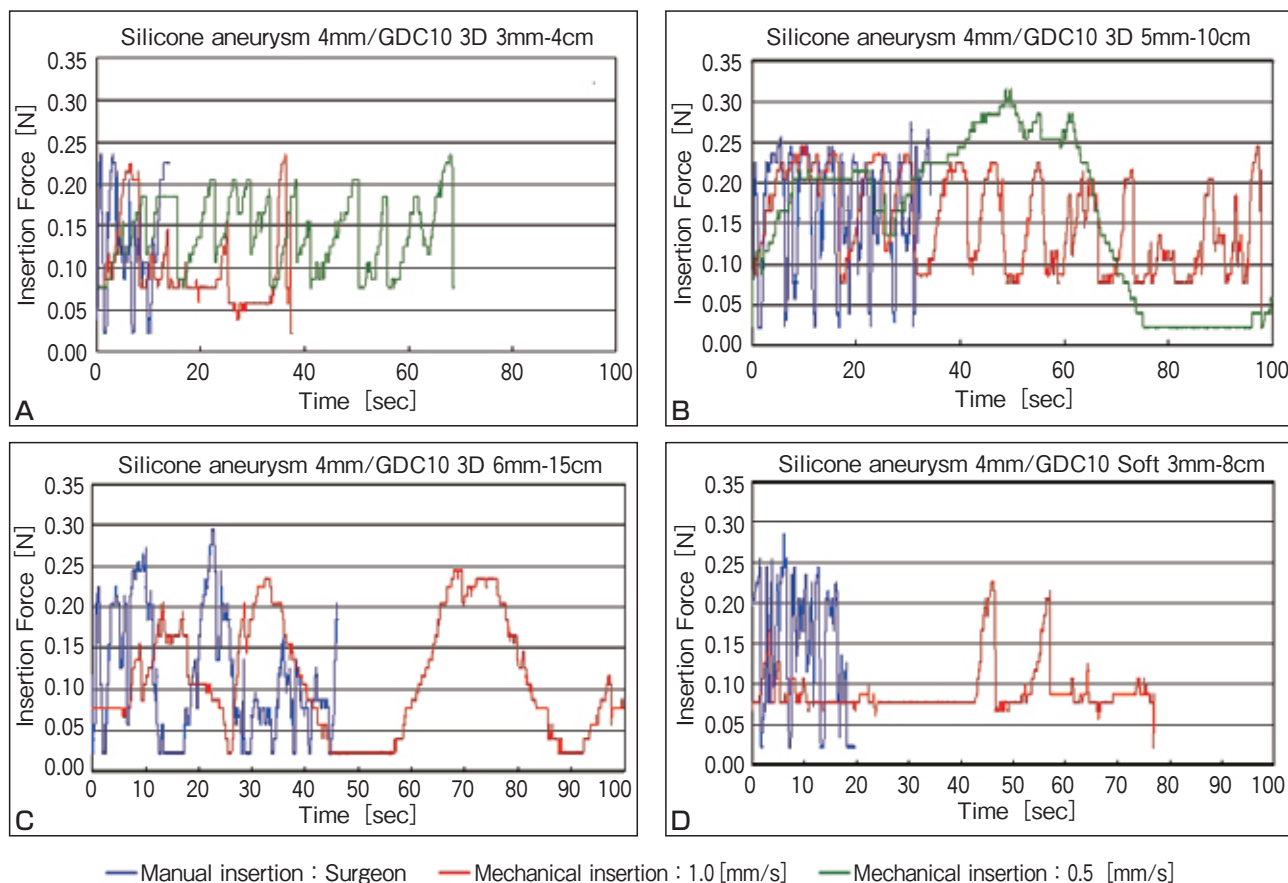 Silicone aneurysm 4mm/GDC10 3D 3mm-4cm
0.35
0.30
0.25
0.20
0.15
0.10
0.05
0.00
Insertion Force [N]
0 20 40 60 80 100
Time [sec]
A
Silicone aneurysm 4mm/GDC10 3D 5mm-10cm
0.35
0.30
0.25
0.20
0.15
0.10
0.05
0.00
Insertion Force [N]
0 20 40 60 80 100
Time [sec]
B
Silicone aneurysm 4mm/GDC10 3D 6mm-15cm
0.35
0.30
0.25
0.20
0.15
0.10
0.05
0.00
Insertion Force [N]
0 10 20 30 40 50 60 70 80 90 100
Time [sec]
C
Silicone aneurysm 4mm/GDC10 Soft 3mm-8cm
0.35
0.30
0.25
0.20
0.15
0.10
0.05
0.00
Insertion Force [N]
0 10 20 30 40 50 60 70 80 90 100
Time [sec]
D
Manual insertion : Surgeon Mechanical insertion : 1.0 [mm/s] Mechanical insertion : 0.5 [mm/s]